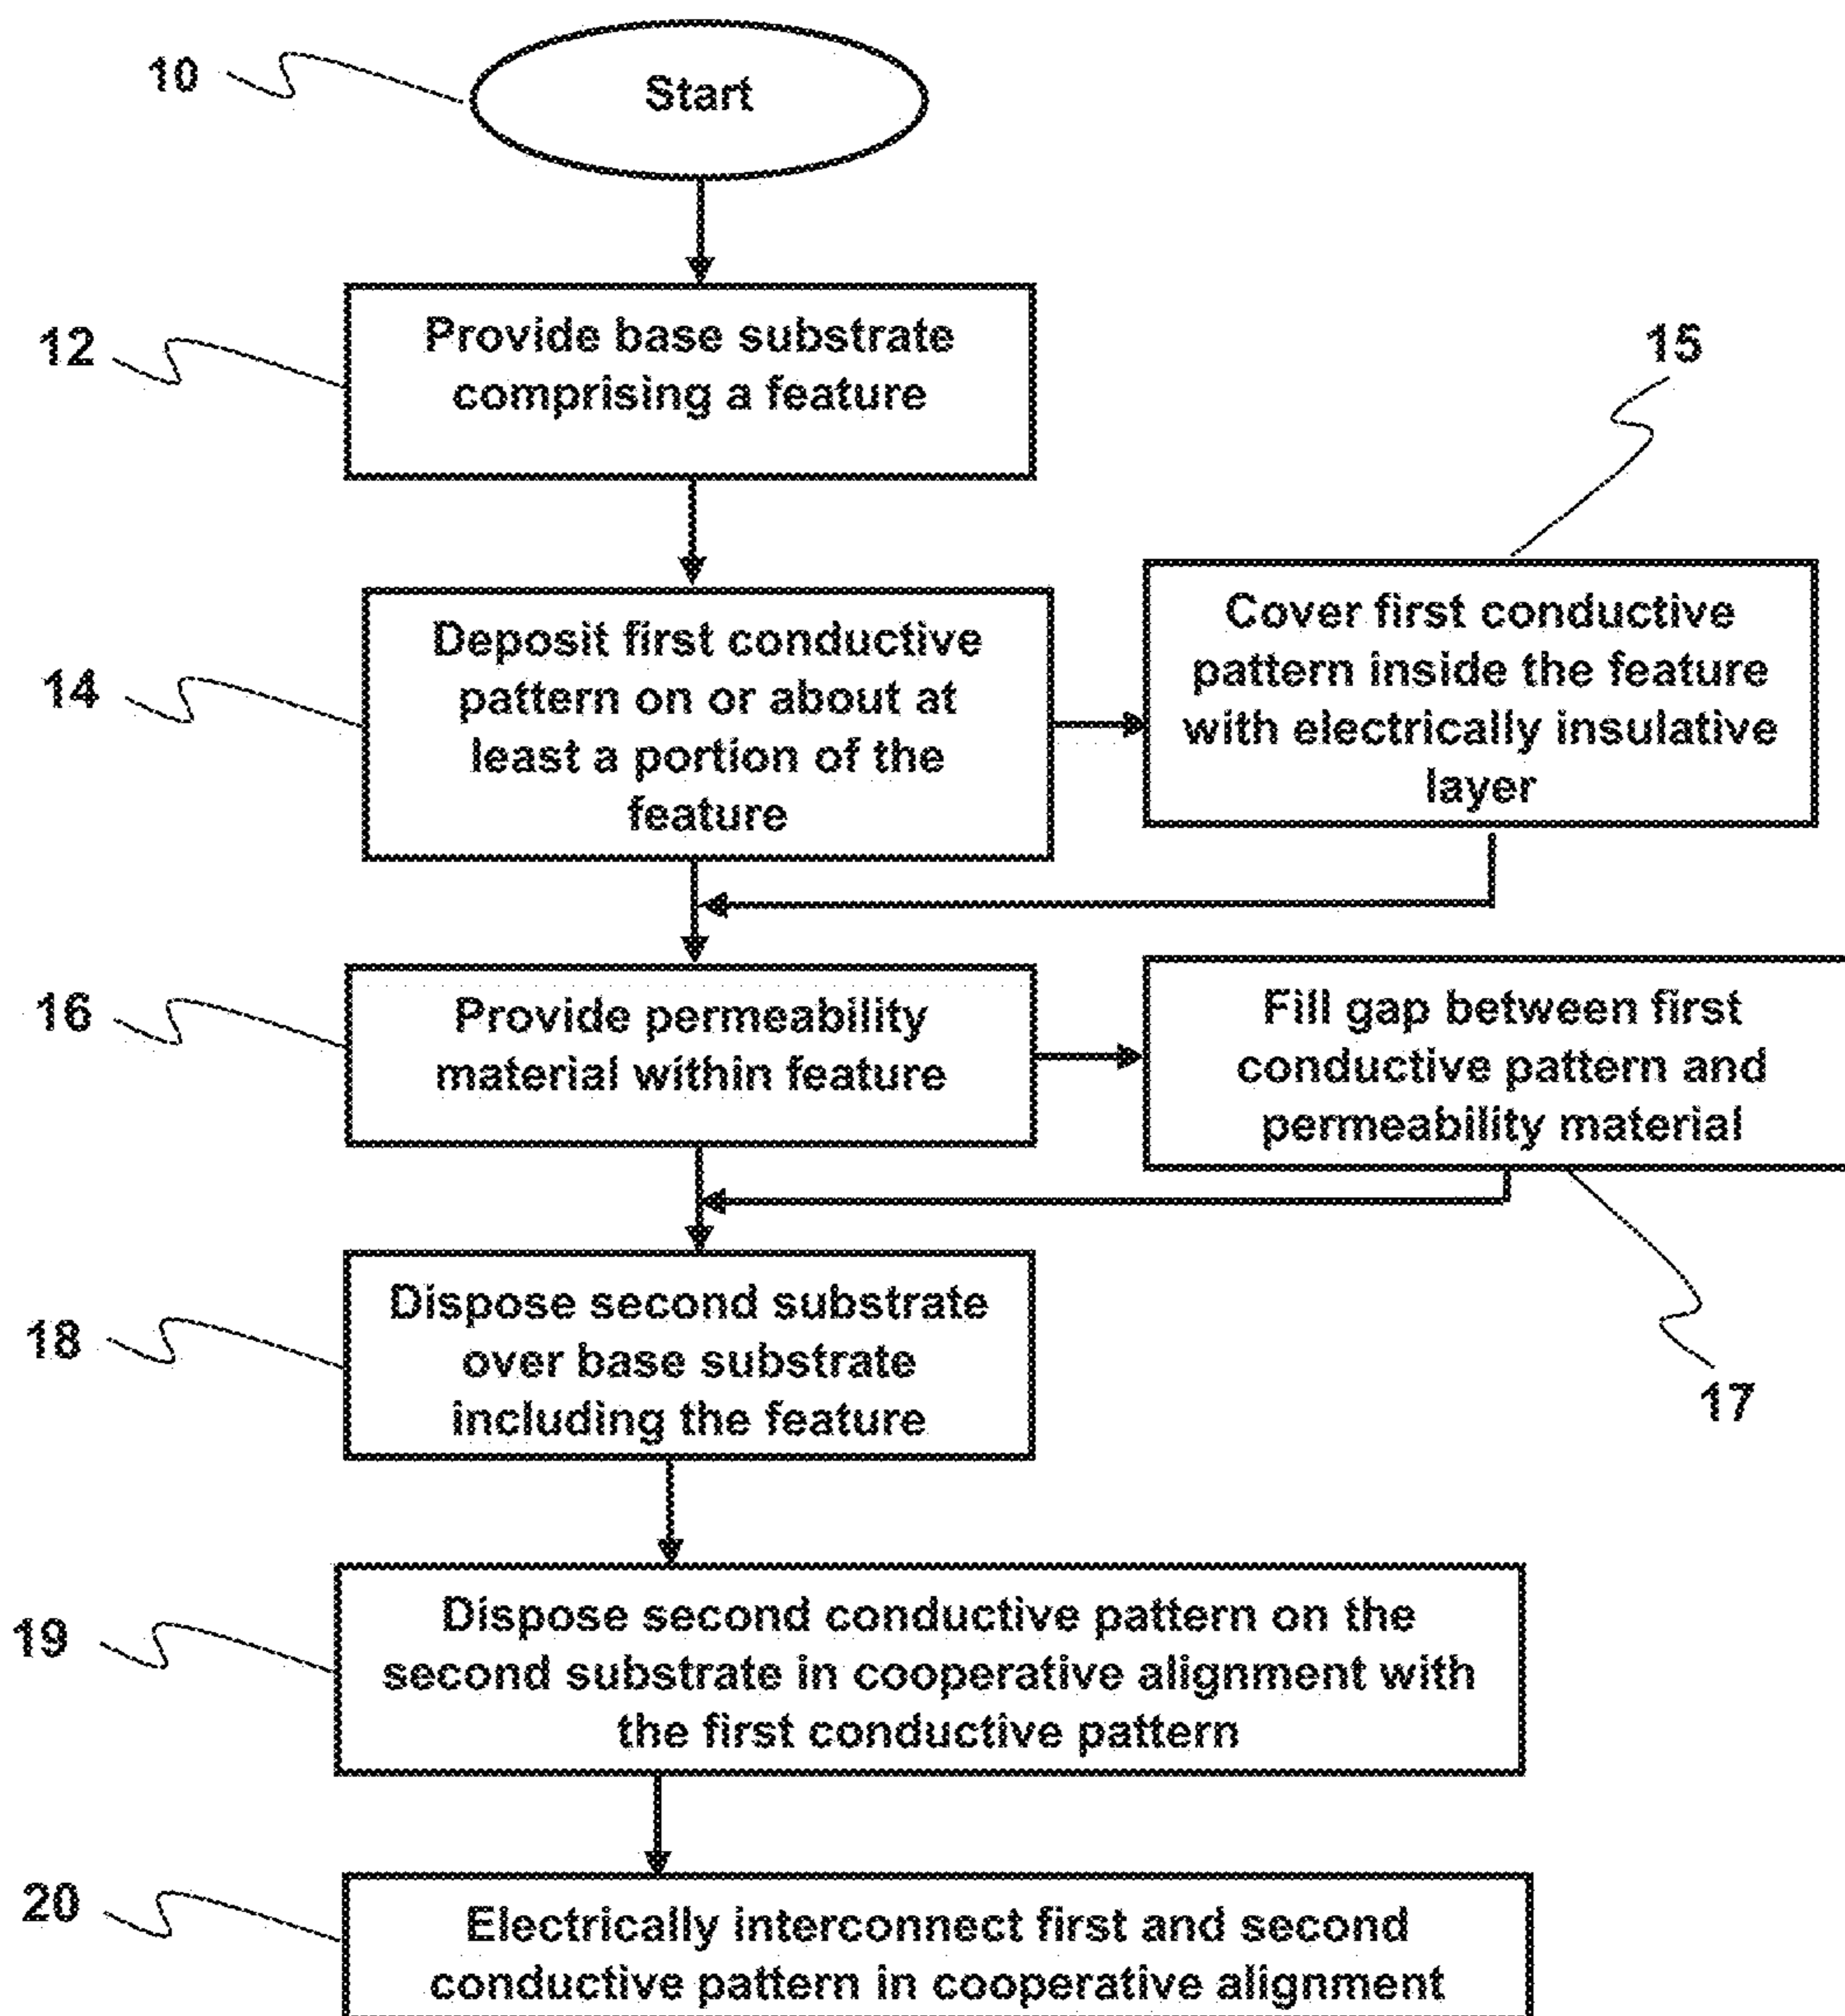 10
Start
12
Provide base substrate
comprising a feature
15
14
Deposit first conductive
pattern on or about at
least a portion of the
feature
Cover first conductive
pattern inside the feature
with electrically insulative
layer
16
Provide permeability
material within feature
Fill gap between first
conductive pattern and
permeability material
18
Dispose second substrate
over base substrate
including the feature
17
19
Dispose second conductive pattern on the
second substrate in cooperative alignment with
the first conductive pattern
20
Electrically interconnect first and second
conductive pattern in cooperative alignment